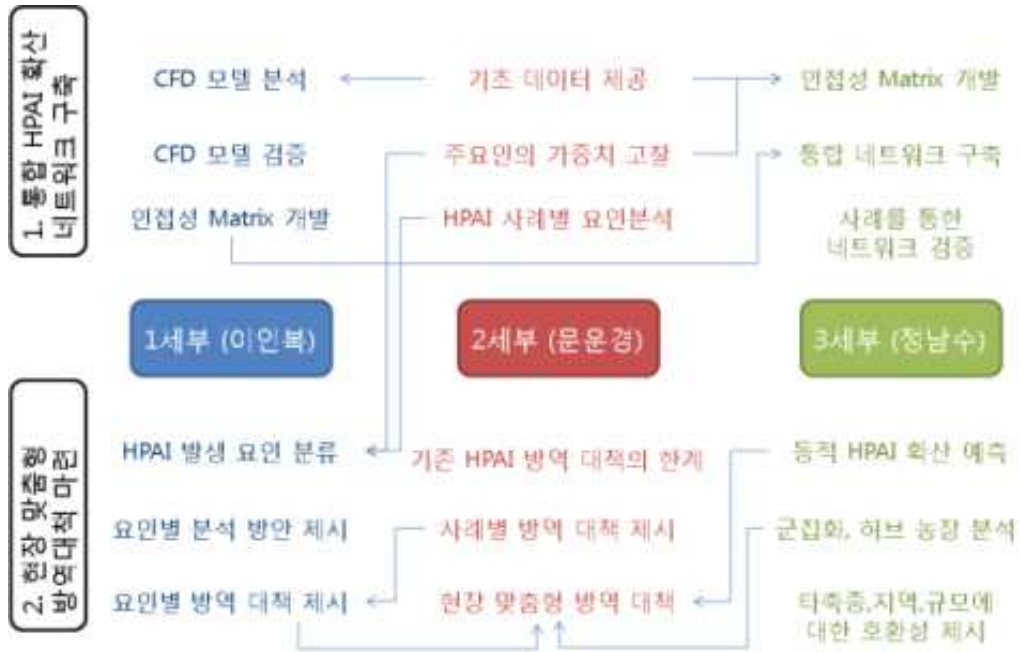 1. 통합 HPAI 확산
네트워크 구축
CFD 모델 분석
기초 데이터 제공
인접성 Matrix 개발
CFD 모델 검증
주요인의 가중치 고찰
통합 네트워크 구축
인접성 Matrix 개발
HPAI 사례별 요인분석
사례를 통한
네트워크 검증
1세부 (이인복)
2세부 (문운경)
3세부 (정남수)
2. 현장 맞춤형
방역대책 마련
HPAI 발생 요인 분류
기존 HPAI 방역 대책의 한계
동적 HPAI 확산 예측
요인별 분석 방안 제시
사례별 방역 대책 제시
군집화, 허브 농장 분석
요인별 방역 대책 제시
현장 맞춤형 방역 대책
타축종,지역,규모에
대한 호환성 제시